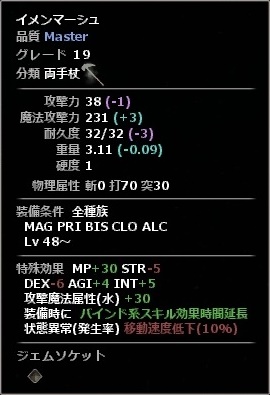 イメンマーシュ
品質 Master
グレード 19
分類 両手杖
攻撃力 38 (-1)
魔法攻撃力 231 (+3)
耐久度 32/32 (-3)
重量 3.11 (-0.09)
硬度 1
物理属性 斬0 打70 突30
装備条件 全種族
MAG PRI BIS CLO ALC
Lv 48～
特殊効果 MP+30 STR-5
DEX-6 AGI+4 INT+5
攻撃魔法属性(水) +30
装備時に バインド系スキル効果時間延長
状態異常(発生率) 移動速度低下(10%)
ジェムソケット